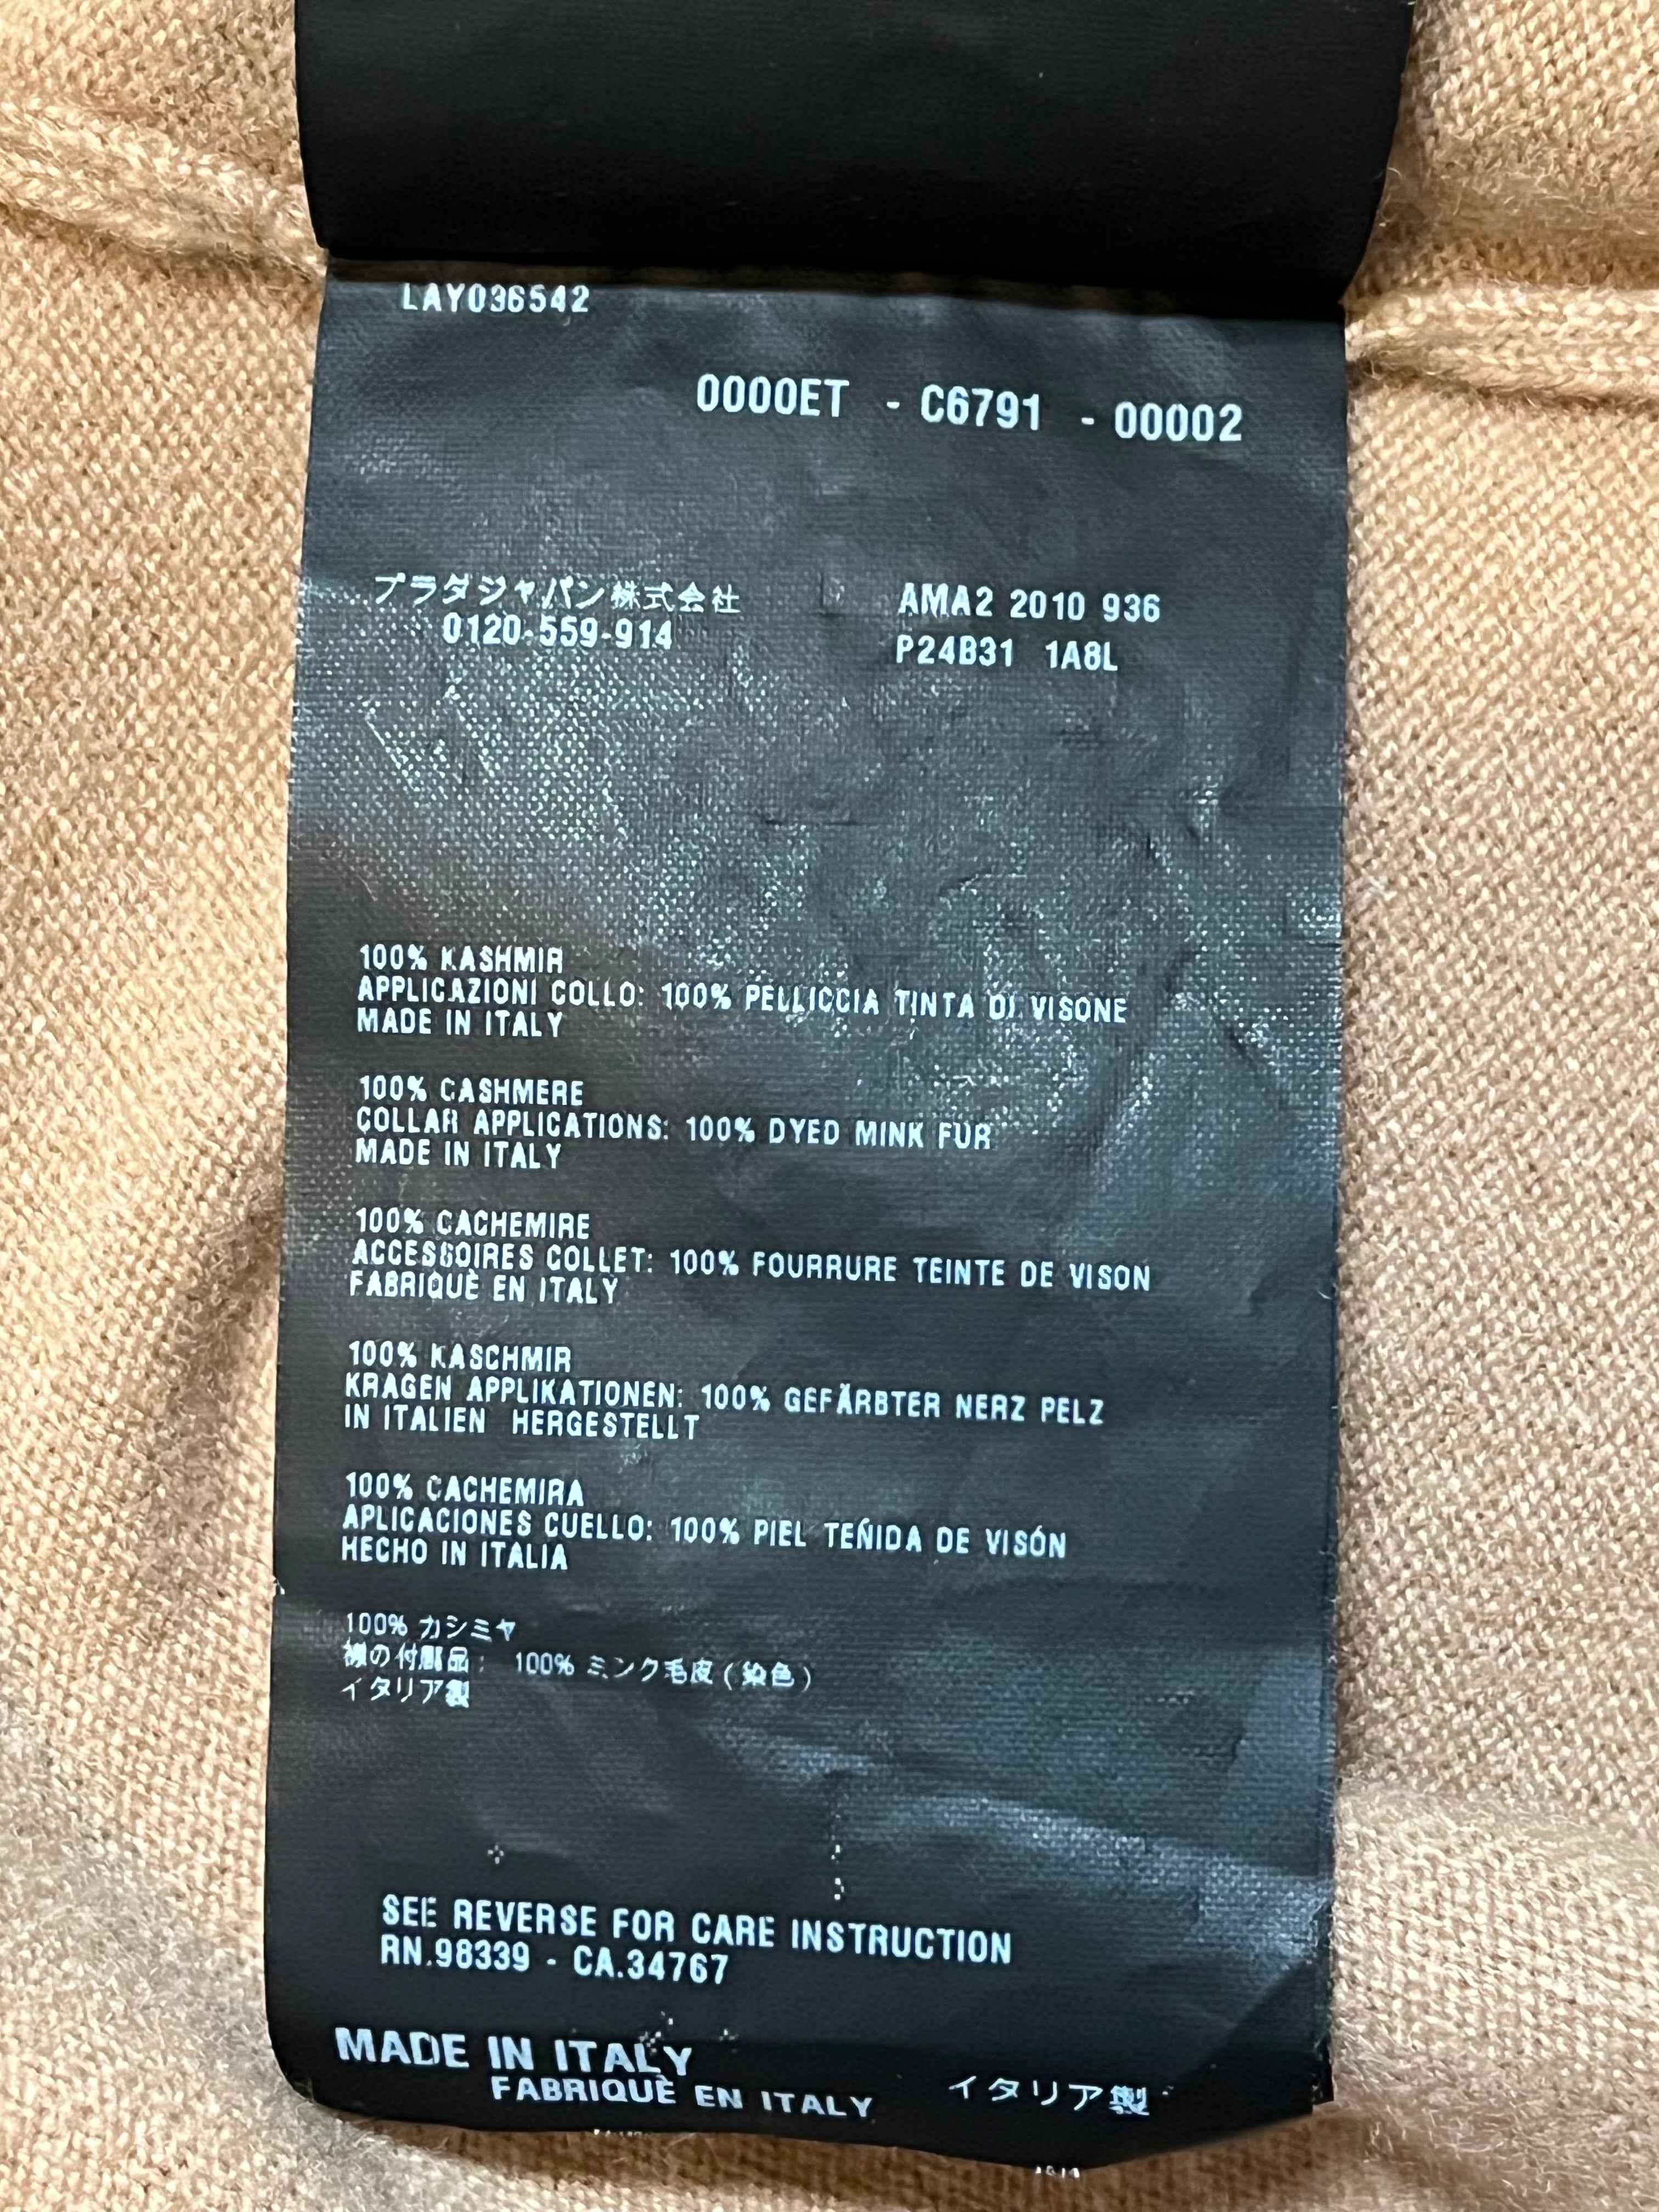 LAY036542
0000ET - C6791 - 00002
プラダジャパン株式会社
0120-559-914
AMA2 2010 936
P24B31 1A8L
100% KASHMIR
APPLICAZIONI COLLO: 100% PELLICCIA TINTA DI VISONE
MADE IN ITALY
100% CASHMERE
COLLAR APPLICATIONS: 100% DYED MINK FUR
MADE IN ITALY
100% CACHEMIRE
ACCESSOIRES COLLET: 100% FOURRURE TEINTE DE VISON
FABRIQUÈ EN ITALY
100% KASCHMIR
KRAGEN APPLIKATIONEN: 100% GEFÄRBTER NERZ PELZ
IN ITALIEN HERGESTELLT
100% CACHEMIRA
APLICACIONES CUELLO: 100% PIEL TEÑIDA DE VISÓN
HECHO IN ITALIA
100% カシミヤ
襟の付属品: 100% ミンク毛皮(染色)
イタリア製
SEE REVERSE FOR CARE INSTRUCTION
RN.98339 - CA.34767
MADE IN ITALY
FABRIQUÈ EN ITALY
イタリア製